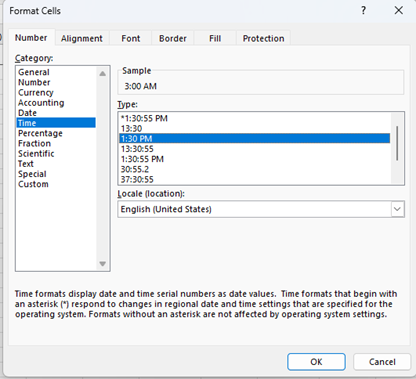 Format Cells
? ×
Number Alignment Font Border Fill Protection
Category:
General
Number
Currency
Accounting
Date
Time
Percentage
Fraction
Scientific
Text
Special
Custom
Sample
3:00 AM
Type:
*1:30:55 PM
13:30
1:30 PM
13:30:55
1:30:55 PM
30:55.2
37:30:55
Locale (location):
English (United States)
Time formats display date and time serial numbers as date values.  Time formats that begin with
an asterisk (*) respond to changes in regional date and time settings that are specified for the
operating system. Formats without an asterisk are not affected by operating system settings.
OK Cancel